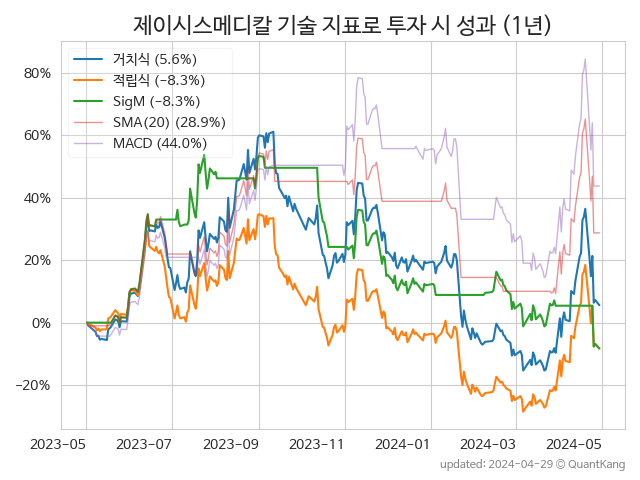 제이시스메디칼 기술 지표로 투자 시 성과 (1년)
거치식 (5.6%)
적립식 (−8.3%)
SigM (−8.3%)
SMA(20) (28.9%)
MACD (44.0%)
80%
60%
40%
20%
0%
−20%
2023-05 2023-07 2023-09 2023-11 2024-01 2024-03 2024-05
updated: 2024-04-29 © QuantKang